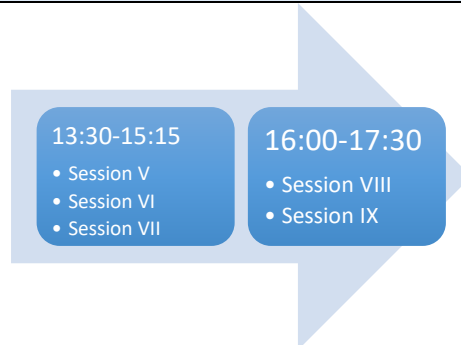 13:30-15:15
• Session V
• Session VI
• Session VII
16:00-17:30
• Session VIII
• Session IX